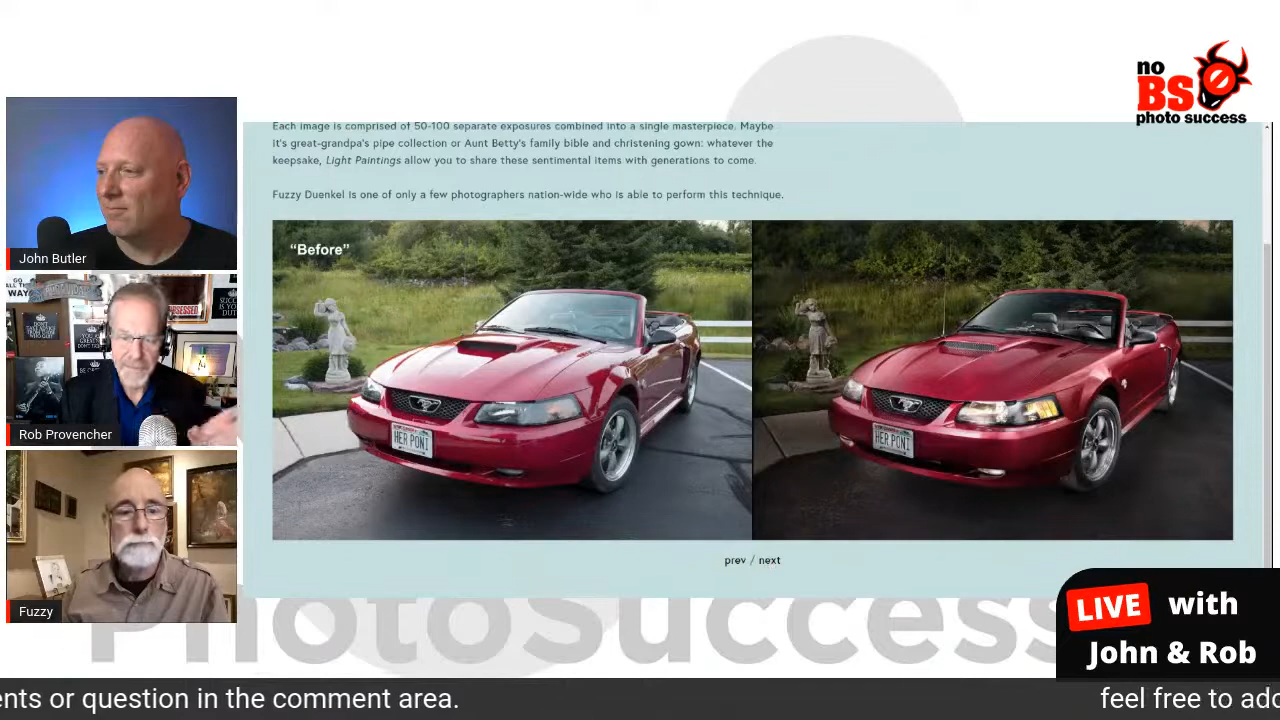 no
BS
photo success
John Butler
Rob Provencher
Fuzzy
Each image is comprised of 50-100 separate exposures combined into a single masterpiece. Maybe
it's great-grandpa's pipe collection or Aunt Betty's family bible and christening gown: whatever the
keepsake, Light Paintings allow you to share these sentimental items with generations to come.
Fuzzy Duenkel is one of only a few photographers nation-wide who is able to perform this technique.
"Before"
HER PONI
HER PONI
prev / next
PhotoSuccess
LIVE with
John & Rob
ents or question in the comment area.
feel free to add